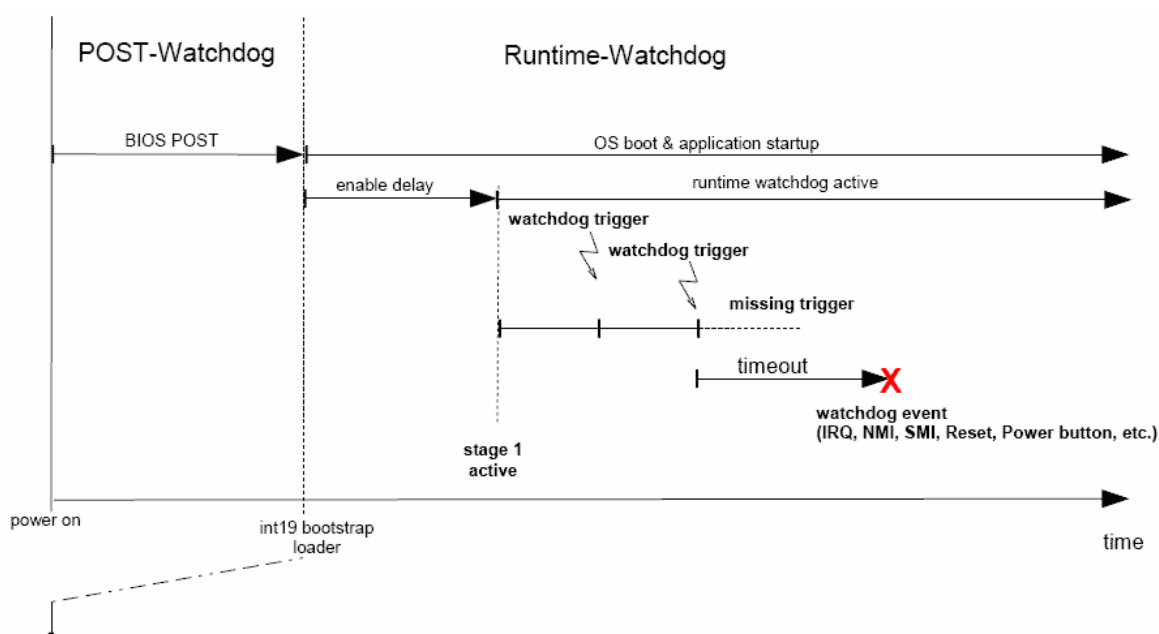 POST-Watchdog
Runtime-Watchdog
BIOS POST
OS boot & application startup
enable delay
runtime watchdog active
watchdog trigger
watchdog trigger
missing trigger
timeout
X
watchdog event
(IRQ, NMI, SMI, Reset, Power button, etc.)
stage 1
active
power on
int19 bootstrap
loader
time